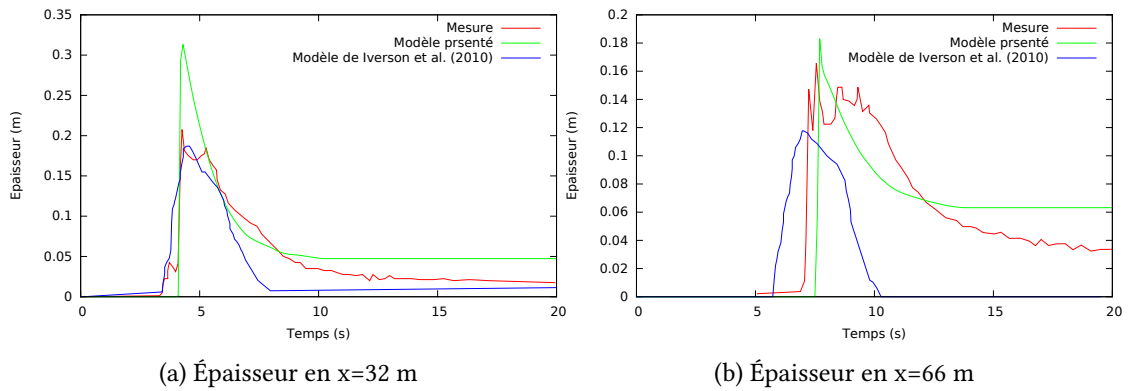 Mesure
Modèle prsenté
Modèle de Iverson et al. (2010)
Epaisseur (m)
0.35
0.3
0.25
0.2
0.15
0.1
0.05
0
0 5 10 15 20
Temps (s)
(a) Épaisseur en x=32 m
Mesure
Modèle prsenté
Modèle de Iverson et al. (2010)
Epaisseur (m)
0.2
0.18
0.16
0.14
0.12
0.1
0.08
0.06
0.04
0.02
0
0 5 10 15 20
Temps (s)
(b) Épaisseur en x=66 m